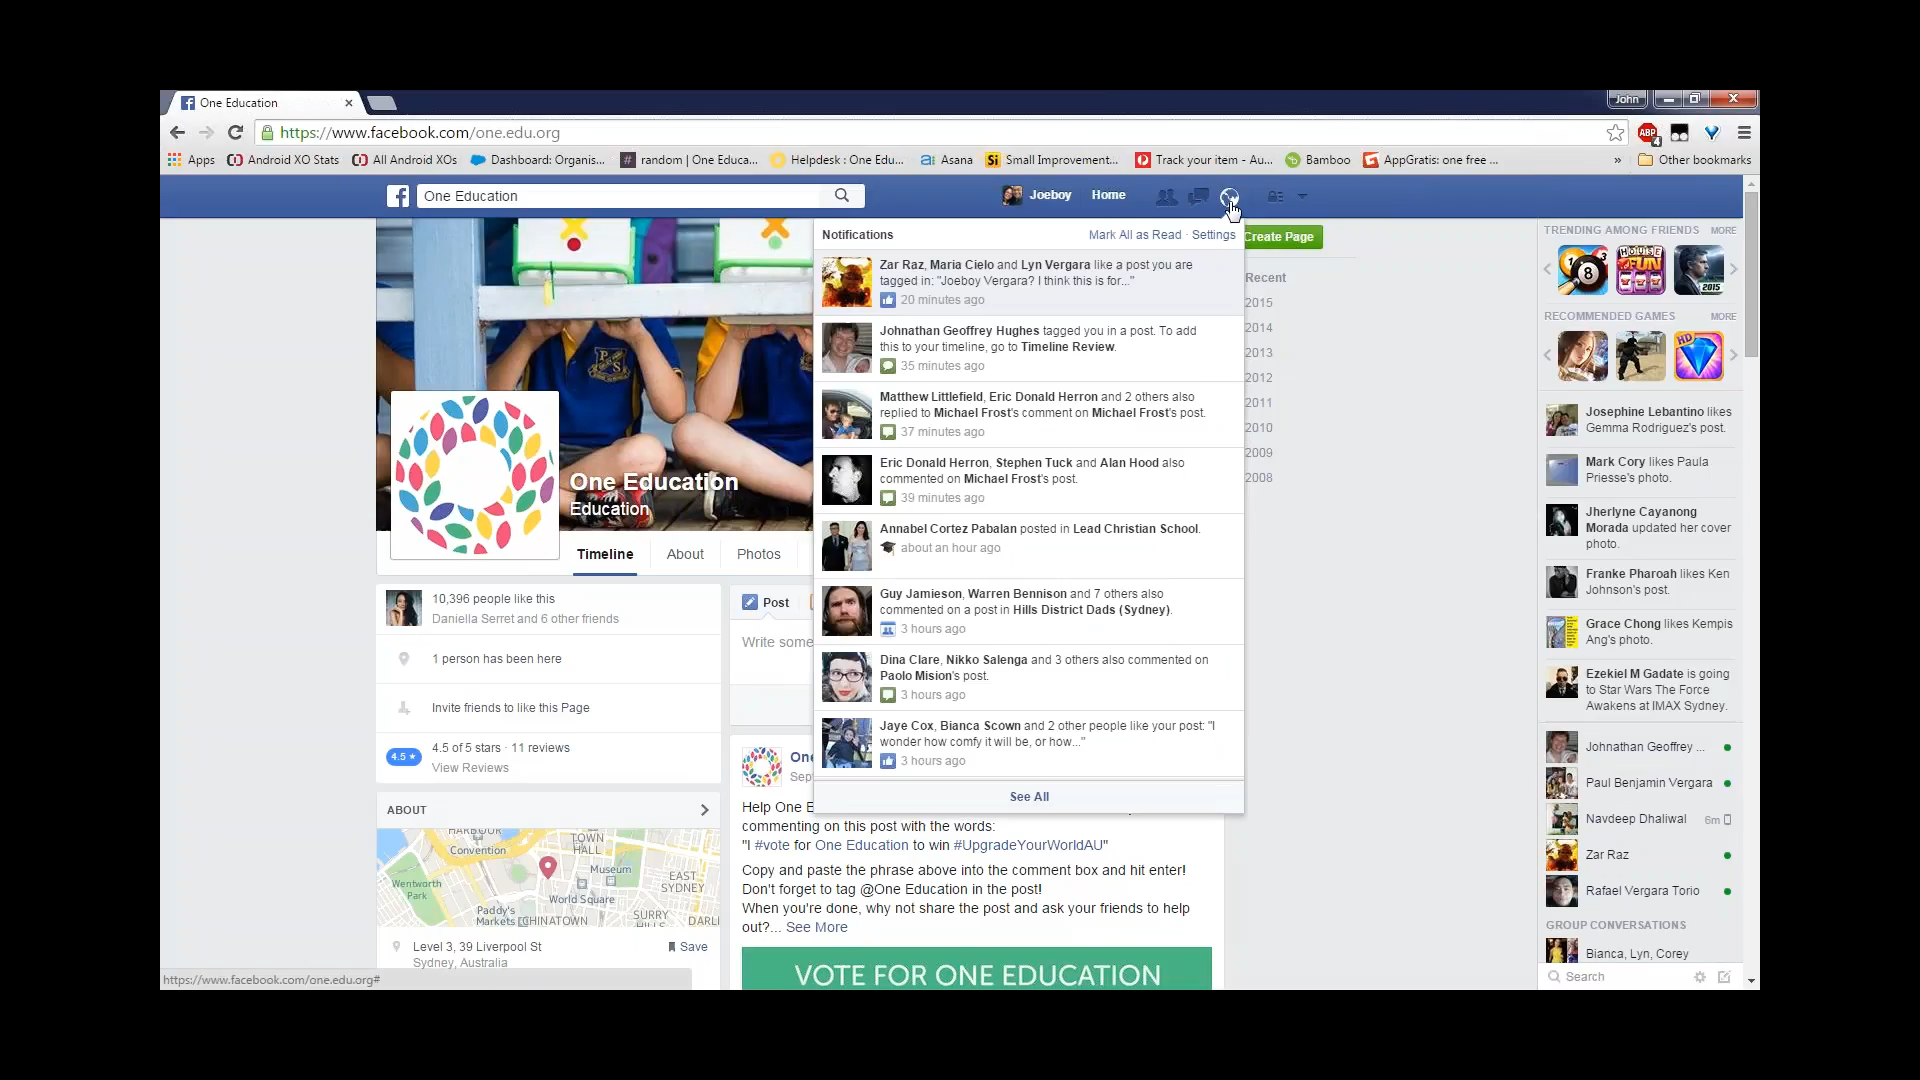 One Education
John
https://www.facebook.com/one.edu.org
ABP
4
Apps
Android XO Stats
All Android XOs
Dashboard: Organis...
random | One Educa...
Helpdesk : One Edu...
Asana
Small Improvement...
Track your item - Au...
Bamboo
AppGratis: one free ...
»
Other bookmarks
One Education
Joeboy
Home
Notifications
Mark All as Read · Settings
Zar Raz, Maria Cielo and Lyn Vergara like a post you are
tagged in: "Joeboy Vergara? I think this is for..."
20 minutes ago
Johnathan Geoffrey Hughes tagged you in a post. To add
this to your timeline, go to Timeline Review.
35 minutes ago
Matthew Littlefield, Eric Donald Herron and 2 others also
replied to Michael Frost's comment on Michael Frost's post.
37 minutes ago
Eric Donald Herron, Stephen Tuck and Alan Hood also
commented on Michael Frost's post.
39 minutes ago
Annabel Cortez Pabalan posted in Lead Christian School.
about an hour ago
Guy Jamieson, Warren Bennison and 7 others also
commented on a post in Hills District Dads (Sydney).
3 hours ago
Dina Clare, Nikko Salenga and 3 others also commented on
Paolo Mision's post.
3 hours ago
Jaye Cox, Bianca Scown and 2 other people like your post: "I
wonder how comfy it will be, or how..."
3 hours ago
See All
Create Page
Recent
2015
2014
2013
2012
2011
2010
2009
2008
One Education
Education
Timeline
About
Photos
10,396 people like this
Daniella Serret and 6 other friends
1 person has been here
Invite friends to like this Page
4.5 ★
4.5 of 5 stars · 11 reviews
View Reviews
ABOUT
HARBOUR
Convention
TOWN
HALL
Museum
EAST
SYDNEY
Wentworth
Park
World Square
Paddy's
Markets
CHINATOWN
SURRY
HILLS
DARLI
Level 3, 39 Liverpool St
Sydney, Australia
Save
https://www.facebook.com/one.edu.org#
Post
Write some
One
Sep
Help One E
commenting on this post with the words:
"I #vote for One Education to win #UpgradeYourWorldAU"
Copy and paste the phrase above into the comment box and hit enter!
Don't forget to tag @One Education in the post!
When you're done, why not share the post and ask your friends to help
out?... See More
VOTE FOR ONE EDUCATION
TRENDING AMONG FRIENDS
MORE
8
HOUSE
FUN
2015
RECOMMENDED GAMES
MORE
HD
Josephine Lebantino likes
Gemma Rodriguez's post.
Mark Cory likes Paula
Priesse's photo.
Jherlyne Cayanong
Morada updated her cover
photo.
Franke Pharoah likes Ken
Johnson's post.
Grace Chong likes Kempis
Ang's photo.
Ezekiel M Gadate is going
to Star Wars The Force
Awakens at IMAX Sydney.
Johnathan Geoffrey ...
Paul Benjamin Vergara
Navdeep Dhaliwal
6m
Zar Raz
Rafael Vergara Torio
GROUP CONVERSATIONS
Bianca, Lyn, Corey
Search